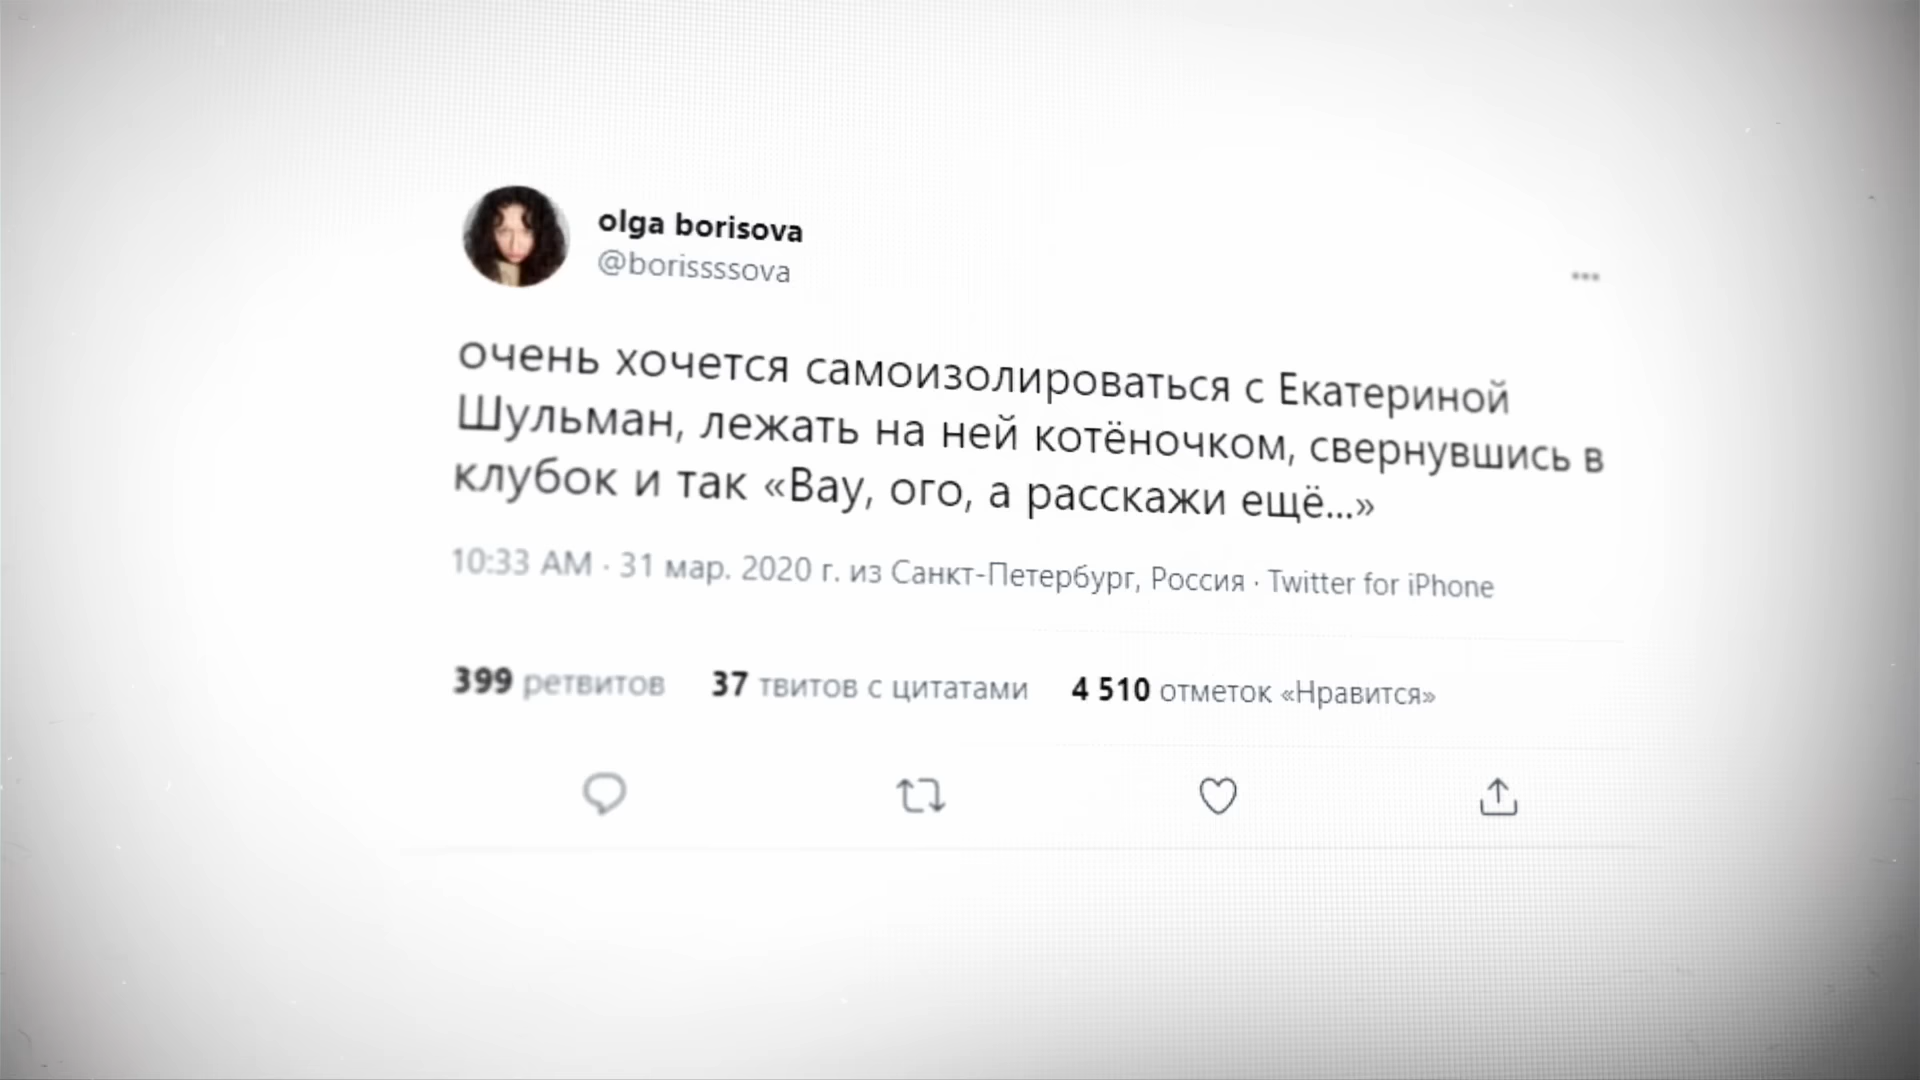 olga borisova
@borissssova
очень хочется самоизолироваться с Екатериной
Шульман, лежать на ней котёночком, свернувшись в
клубок и так «Вау, ого, а расскажи ещё...»
10:33 AM · 31 мар. 2020 г. из Санкт-Петербург, Россия · Twitter for iPhone
399 ретвитов 37 твитов с цитатами 4 510 отметок «Нравится»